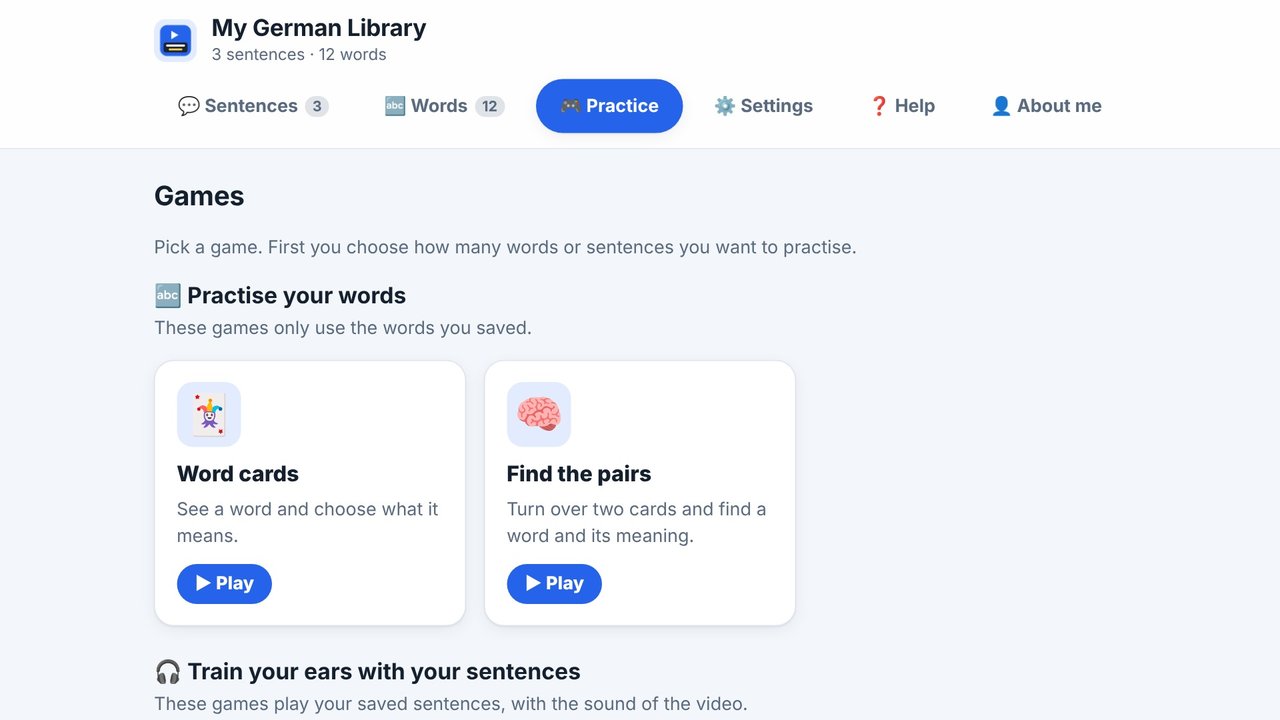 My German Library
3 sentences · 12 words
💬 Sentences 3
🔤 Words 12
🎮 Practice
⚙️ Settings
❓ Help
👤 About me
Games
Pick a game. First you choose how many words or sentences you want to practise.
🔤 Practise your words
These games only use the words you saved.
Word cards
See a word and choose what it
means.
▶ Play
Find the pairs
Turn over two cards and find a
word and its meaning.
▶ Play
🎧 Train your ears with your sentences
These games play your saved sentences, with the sound of the video.